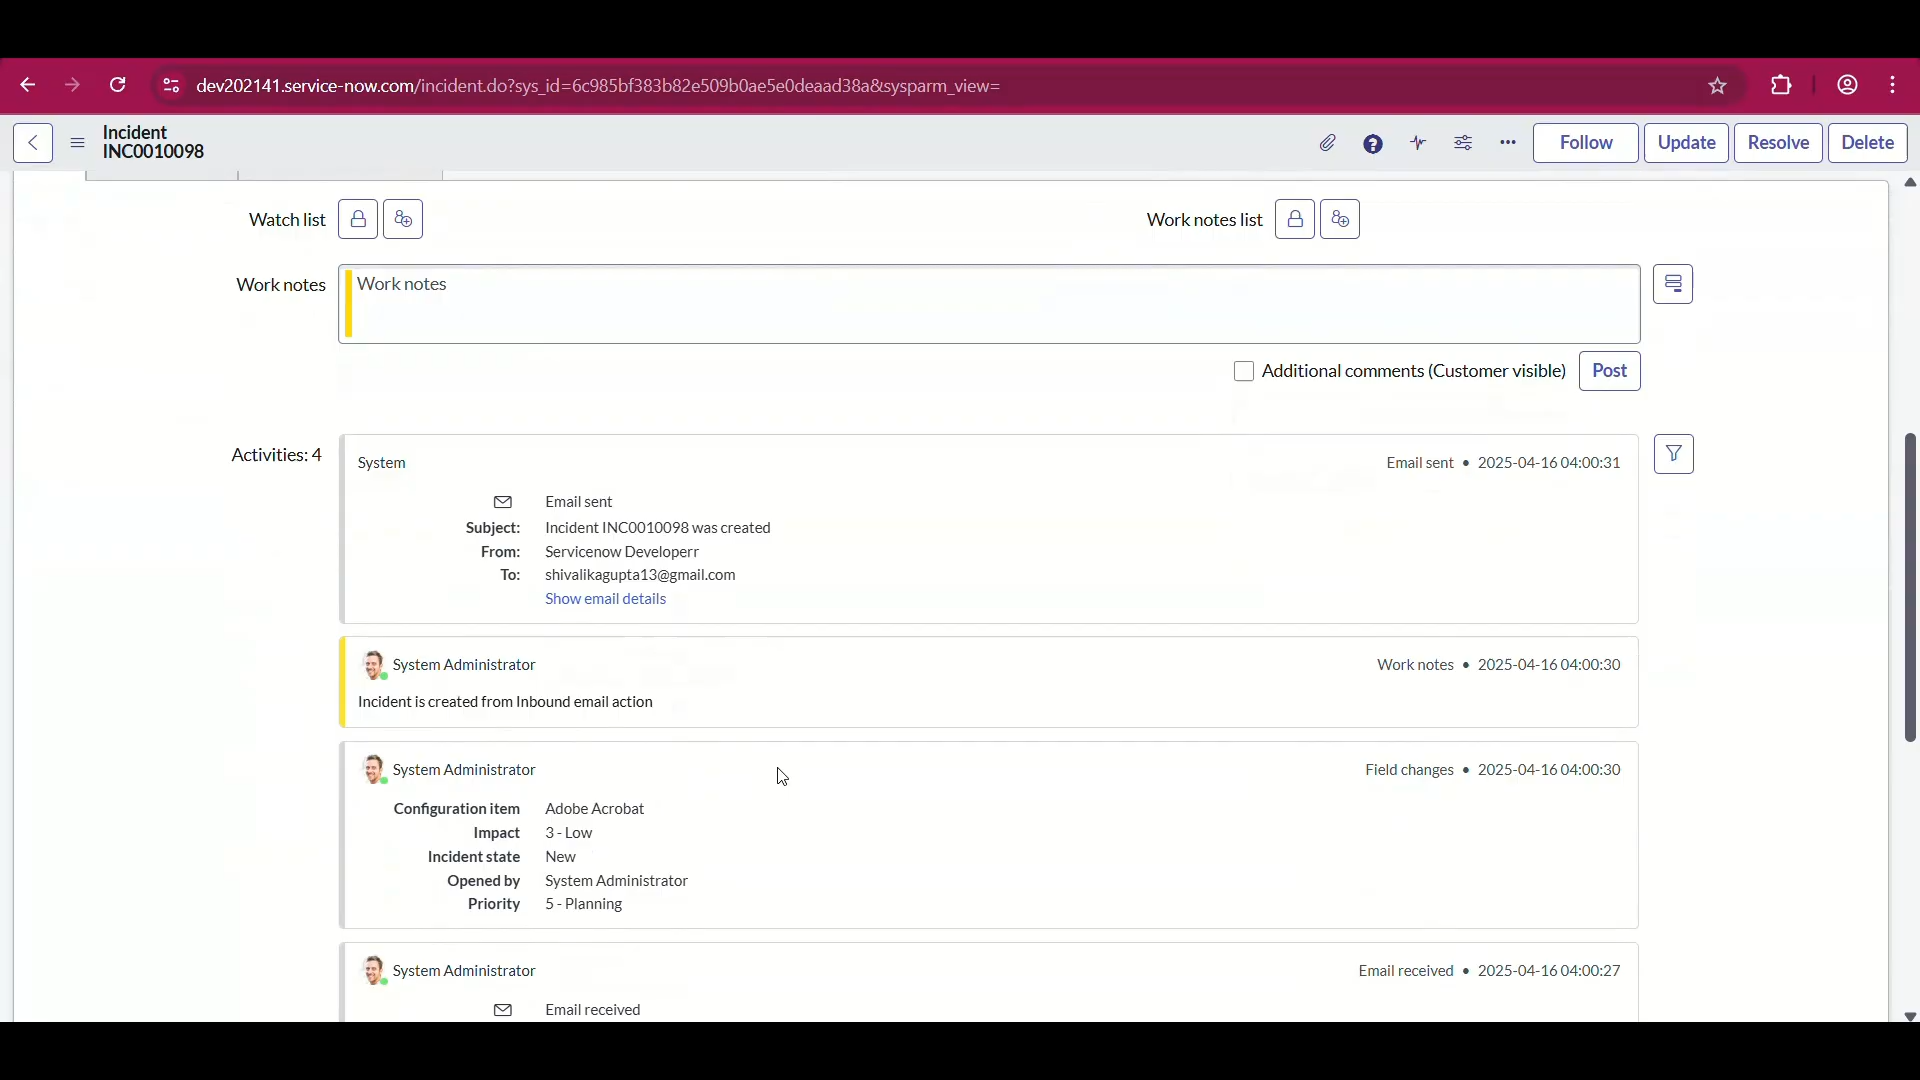 dev202141.service-now.com/incident.do?sys_id=6c985bf383b82e509b0ae5e0deaad38a&sysparm_view=
Incident
INC0010098
Follow
Update
Resolve
Delete
Watch list
Work notes list
Work notes
Work notes
Additional comments (Customer visible)
Post
Activities: 4
System
Email sent • 2025-04-16 04:00:31
Email sent
Subject: Incident INC0010098 was created
From: Servicenow Developerr
To: shivalikagupta13@gmail.com
Show email details
System Administrator
Work notes • 2025-04-16 04:00:30
Incident is created from Inbound email action
System Administrator
Field changes • 2025-04-16 04:00:30
Configuration item Adobe Acrobat
Impact 3 - Low
Incident state New
Opened by System Administrator
Priority 5 - Planning
System Administrator
Email received • 2025-04-16 04:00:27
Email received